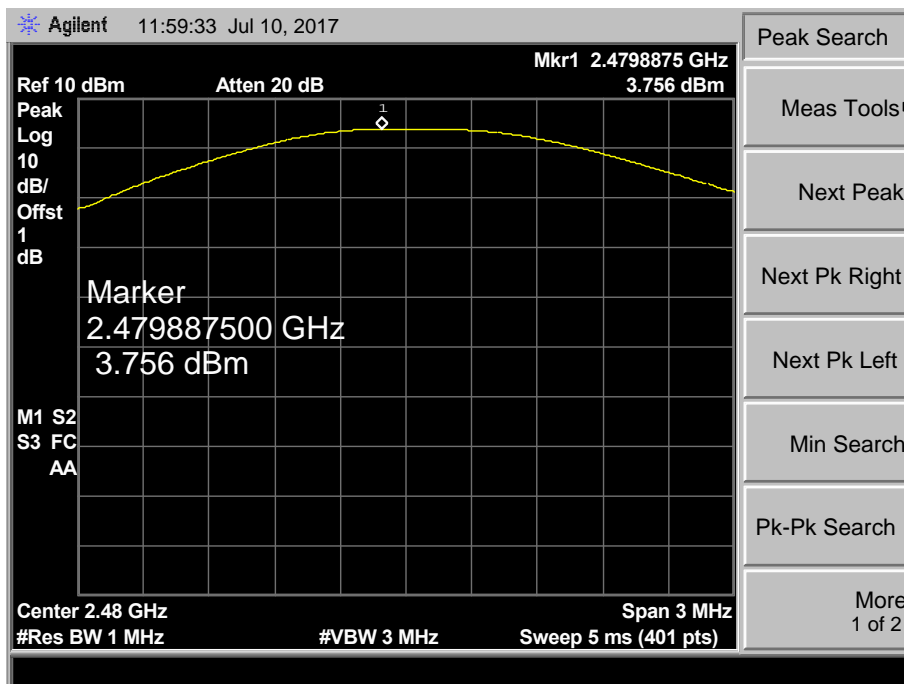 Agilent 11:59:33 Jul 10, 2017
Mkr1 2.4798875 GHz
Ref 10 dBm Atten 20 dB 3.756 dBm
Peak
Log
10
dB/
Offst
1
dB
1
Marker
2.479887500 GHz
3.756 dBm
M1 S2
S3 FC
AA
Center 2.48 GHz Span 3 MHz
#Res BW 1 MHz #VBW 3 MHz Sweep 5 ms (401 pts)
Peak Search
Meas Tools
Next Peak
Next Pk Right
Next Pk Left
Min Search
Pk-Pk Search
More
1 of 2